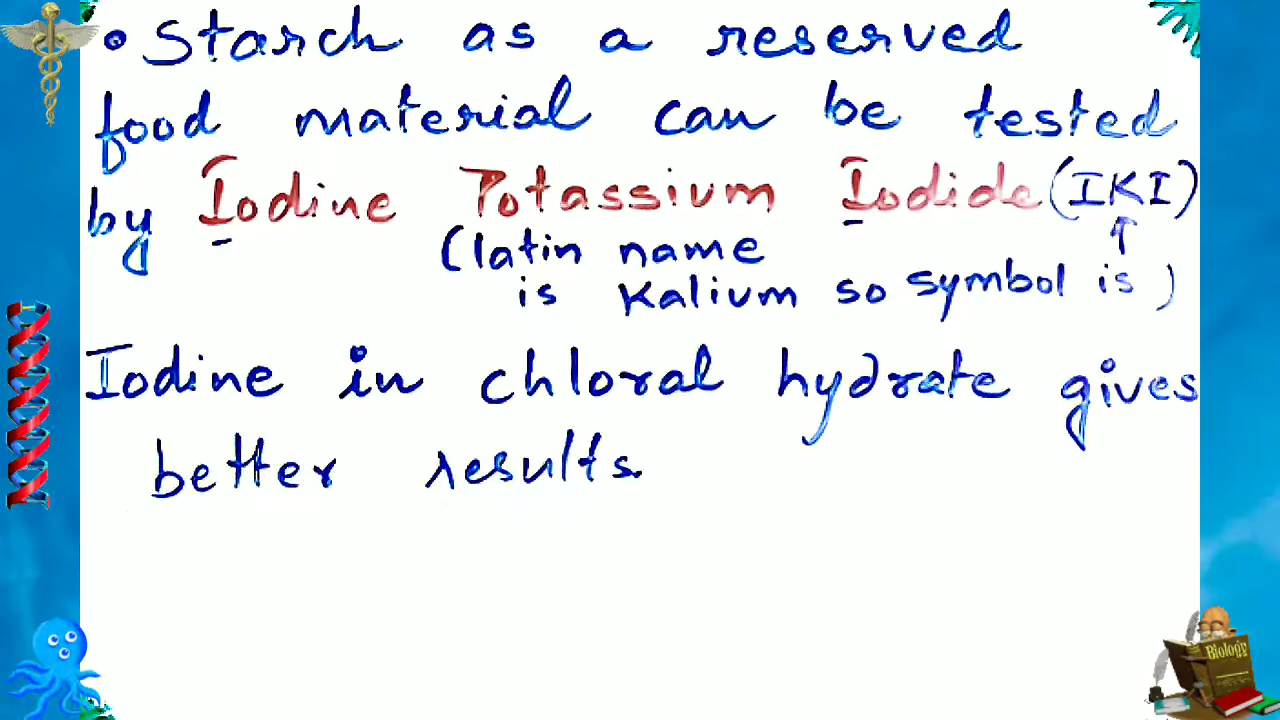 • Starch as a reserved
food material can be tested
by Iodine Potassium Iodide (IKI)
(latin name ↑
is Kalium so symbol is )
Iodine in chloral hydrate gives
better results.
Biology